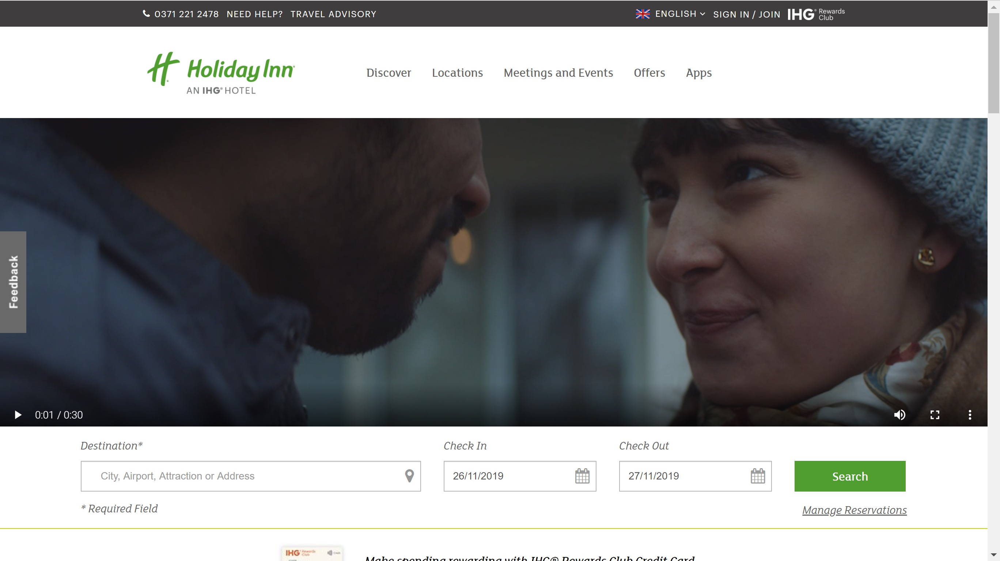 0371 221 2478 NEED HELP? TRAVEL ADVISORY
ENGLISH SIGN IN / JOIN IHG® Rewards Club
Holiday Inn®
AN IHG® HOTEL
Discover Locations Meetings and Events Offers Apps
Feedback
0:01 / 0:30
Destination* Check In Check Out
City, Airport, Attraction or Address 26/11/2019 27/11/2019 Search
* Required Field Manage Reservations
IHG® Rewards Club
Make spending rewarding with IHG® Rewards Club Credit Card